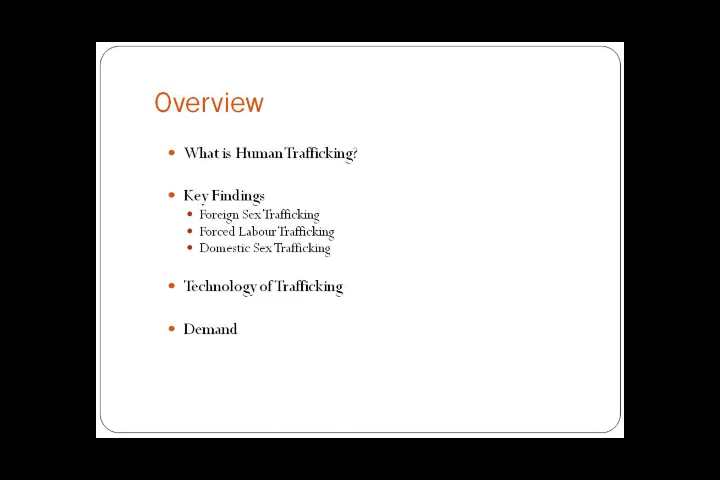 Overview
What is Human Trafficking?
Key Findings
Foreign Sex Trafficking
Forced Labour Trafficking
Domestic Sex Trafficking
Technology of Trafficking
Demand